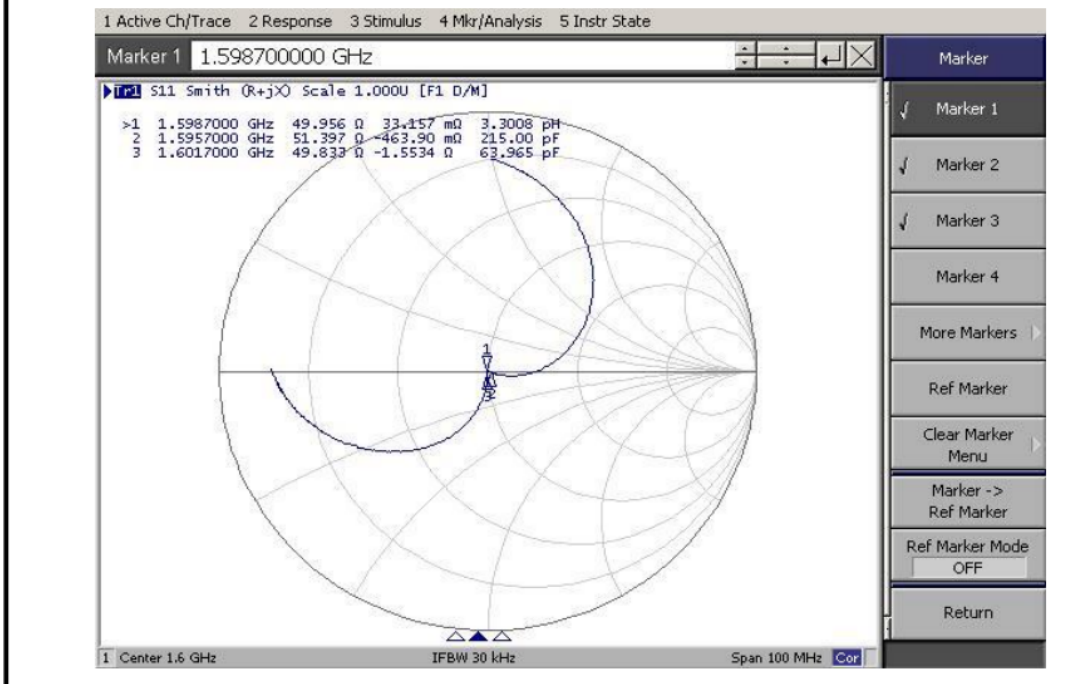 1 Active Ch/Trace 2 Response 3 Stimulus 4 Mkr/Analysis 5 Instr State
Marker 1 1.598700000 GHz
Tr1 S11 Smith (R+jX) Scale 1.000U [F1 D/M]
>1 1.5987000 GHz 49.956 Ω 33.157 mΩ 3.3008 pH
2 1.5957000 GHz 51.397 Ω -463.90 mΩ 215.00 pF
3 1.6017000 GHz 49.833 Ω -1.5534 Ω 63.965 pF
1
2
3
1 Center 1.6 GHz IFBW 30 kHz Span 100 MHz Cor
Marker
√ Marker 1
√ Marker 2
√ Marker 3
Marker 4
More Markers
Ref Marker
Clear Marker
Menu
Marker ->
Ref Marker
Ref Marker Mode
OFF
Return